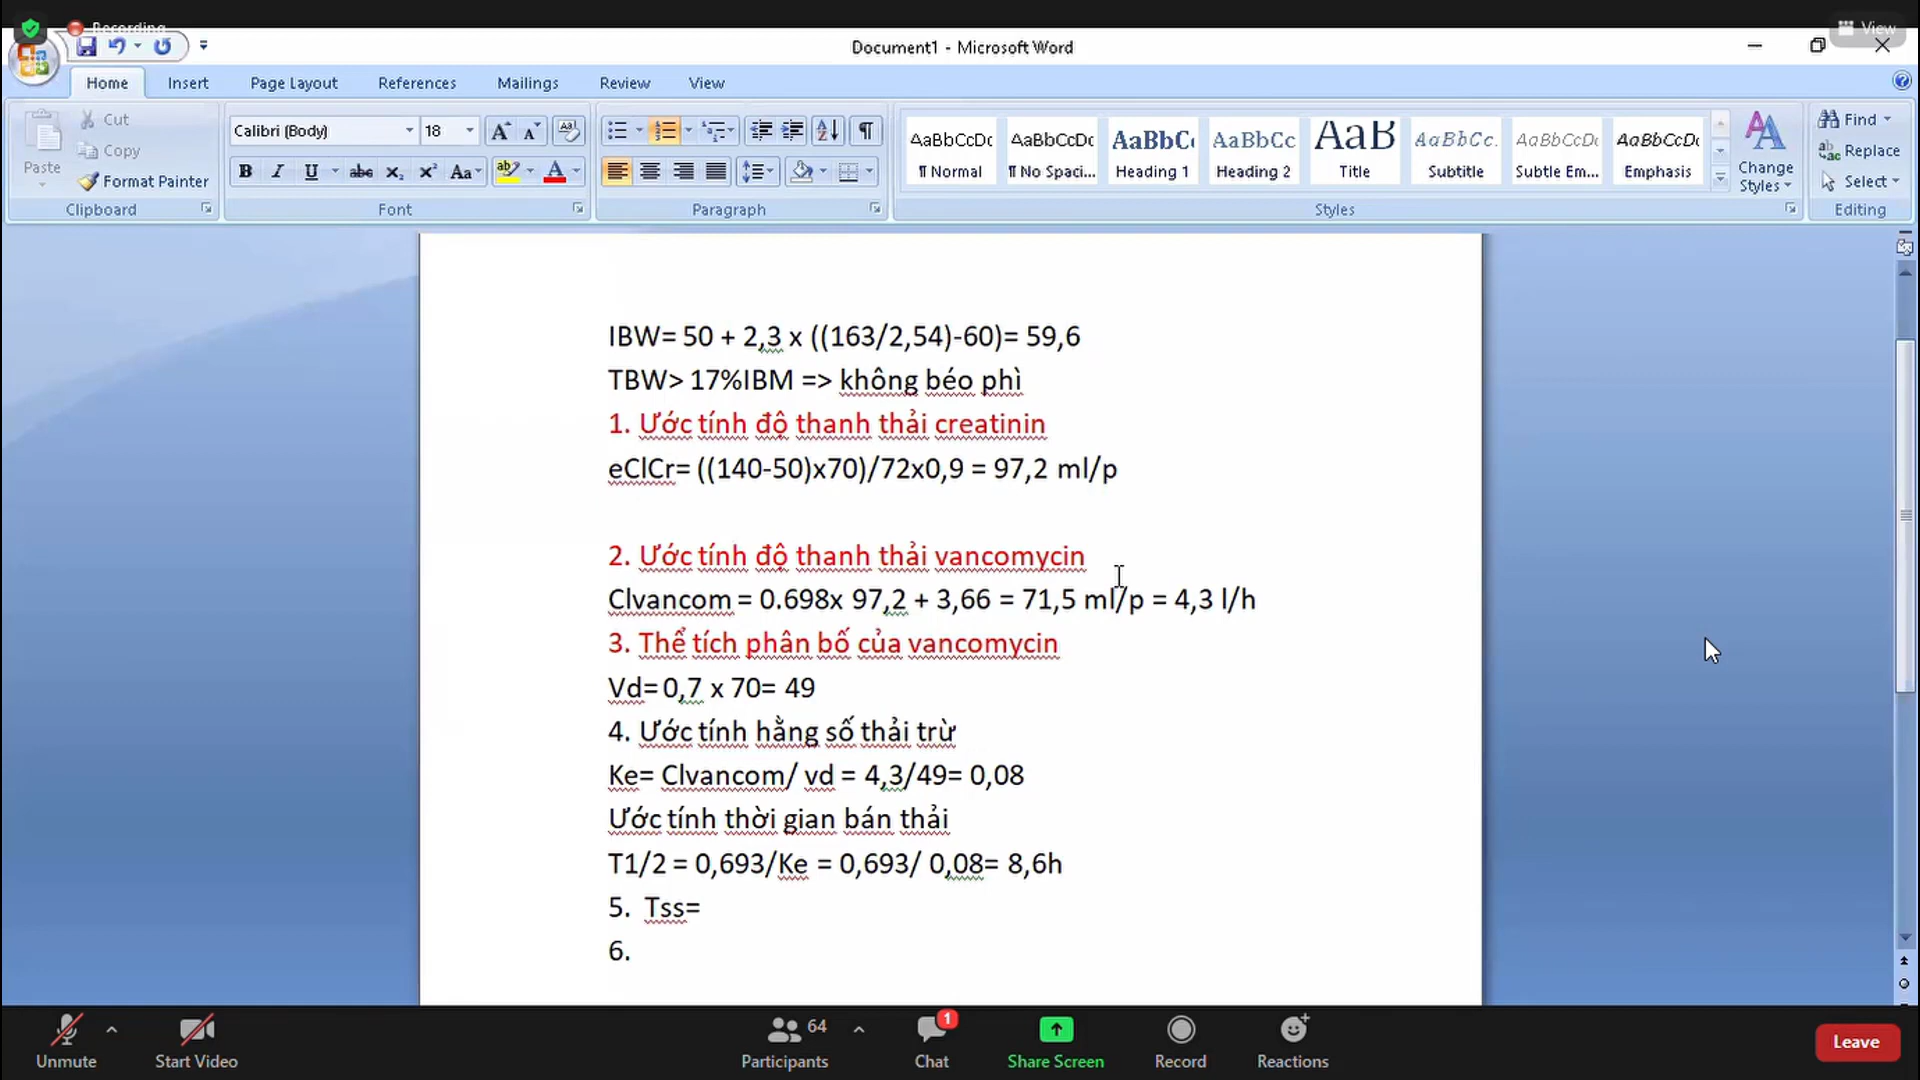 Recording
View
Document1 - Microsoft Word
Home Insert Page Layout References Mailings Review View
Paste
Cut
Copy
Format Painter
Clipboard
Calibri (Body) 18
B I U abc X₂ X² Aa ab A
Font
Paragraph
AaBbCcDc AaBbCcDc AaBbC AaBbCc AaB AaBbCc. AaBbCcDc AaBbCcDc
¶ Normal ¶ No Spaci... Heading 1 Heading 2 Title Subtitle Subtle Em... Emphasis
Change Styles
Styles
Find
Replace
Select
Editing
IBW= 50 + 2,3 x ((163/2,54)-60)= 59,6
TBW> 17%IBM => không béo phì
1. Ước tính độ thanh thải creatinin
eClCr= ((140-50)x70)/72x0,9 = 97,2 ml/p
2. Ước tính độ thanh thải vancomycin
Clvancom = 0.698x 97,2 + 3,66 = 71,5 ml/p = 4,3 l/h
3. Thể tích phân bố của vancomycin
Vd= 0,7 x 70= 49
4. Ước tính hằng số thải trừ
Ke= Clvancom/ vd = 4,3/49= 0,08
Ước tính thời gian bán thải
T1/2 = 0,693/Ke = 0,693/ 0,08= 8,6h
5. Tss=
6.
Unmute
Start Video
64
Participants
1
Chat
Share Screen
Record
Reactions
Leave